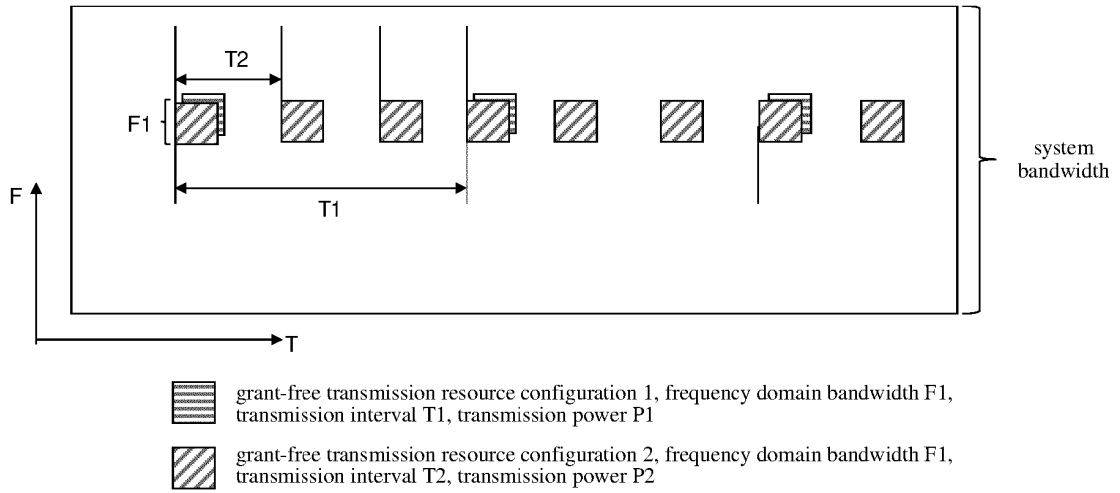 T2
F1
system
bandwidth
F
T1
T
grant-free transmission resource configuration 1, frequency domain bandwidth F1,
transmission interval T1, transmission power P1
grant-free transmission resource configuration 2, frequency domain bandwidth F1,
transmission interval T2, transmission power P2